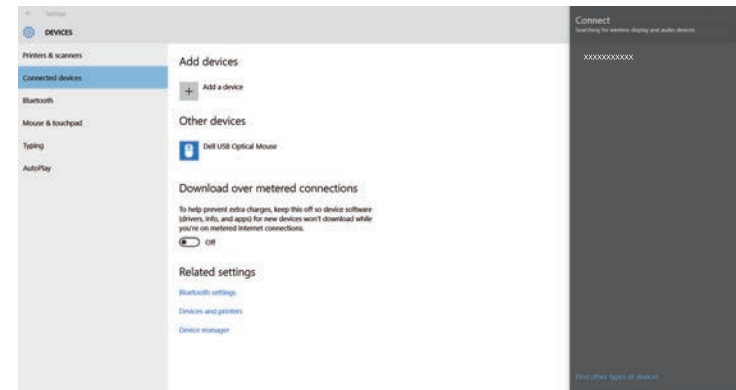 Settings
DEVICES
Printers & scanners
Connected devices
Bluetooth
Mouse & touchpad
Typing
AutoPlay
Add devices
Add a device
Other devices
Dell USB Optical Mouse
Download over metered connections
To help prevent extra charges, keep this off so device software
(drivers, info, and apps) for new devices won't download while
you're on metered Internet connections.
Off
Related settings
Bluetooth settings
Devices and printers
Device manager
Connect
Searching for wireless display and audio devices
xxxxxxxxxxx
Find other types of devices